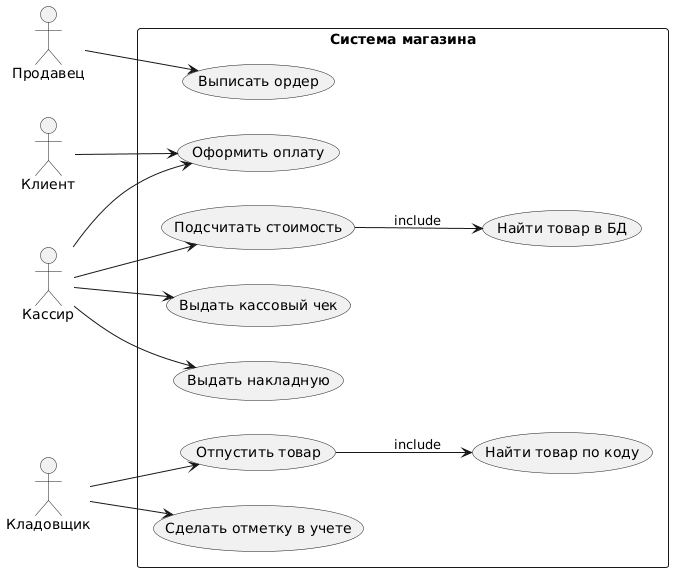 Система магазина
Продавец
Выписать ордер
Клиент
Оформить оплату
Подсчитать стоимость
include
Найти товар в БД
Кассир
Выдать кассовый чек
Выдать накладную
Отпустить товар
include
Найти товар по коду
Кладовщик
Сделать отметку в учете